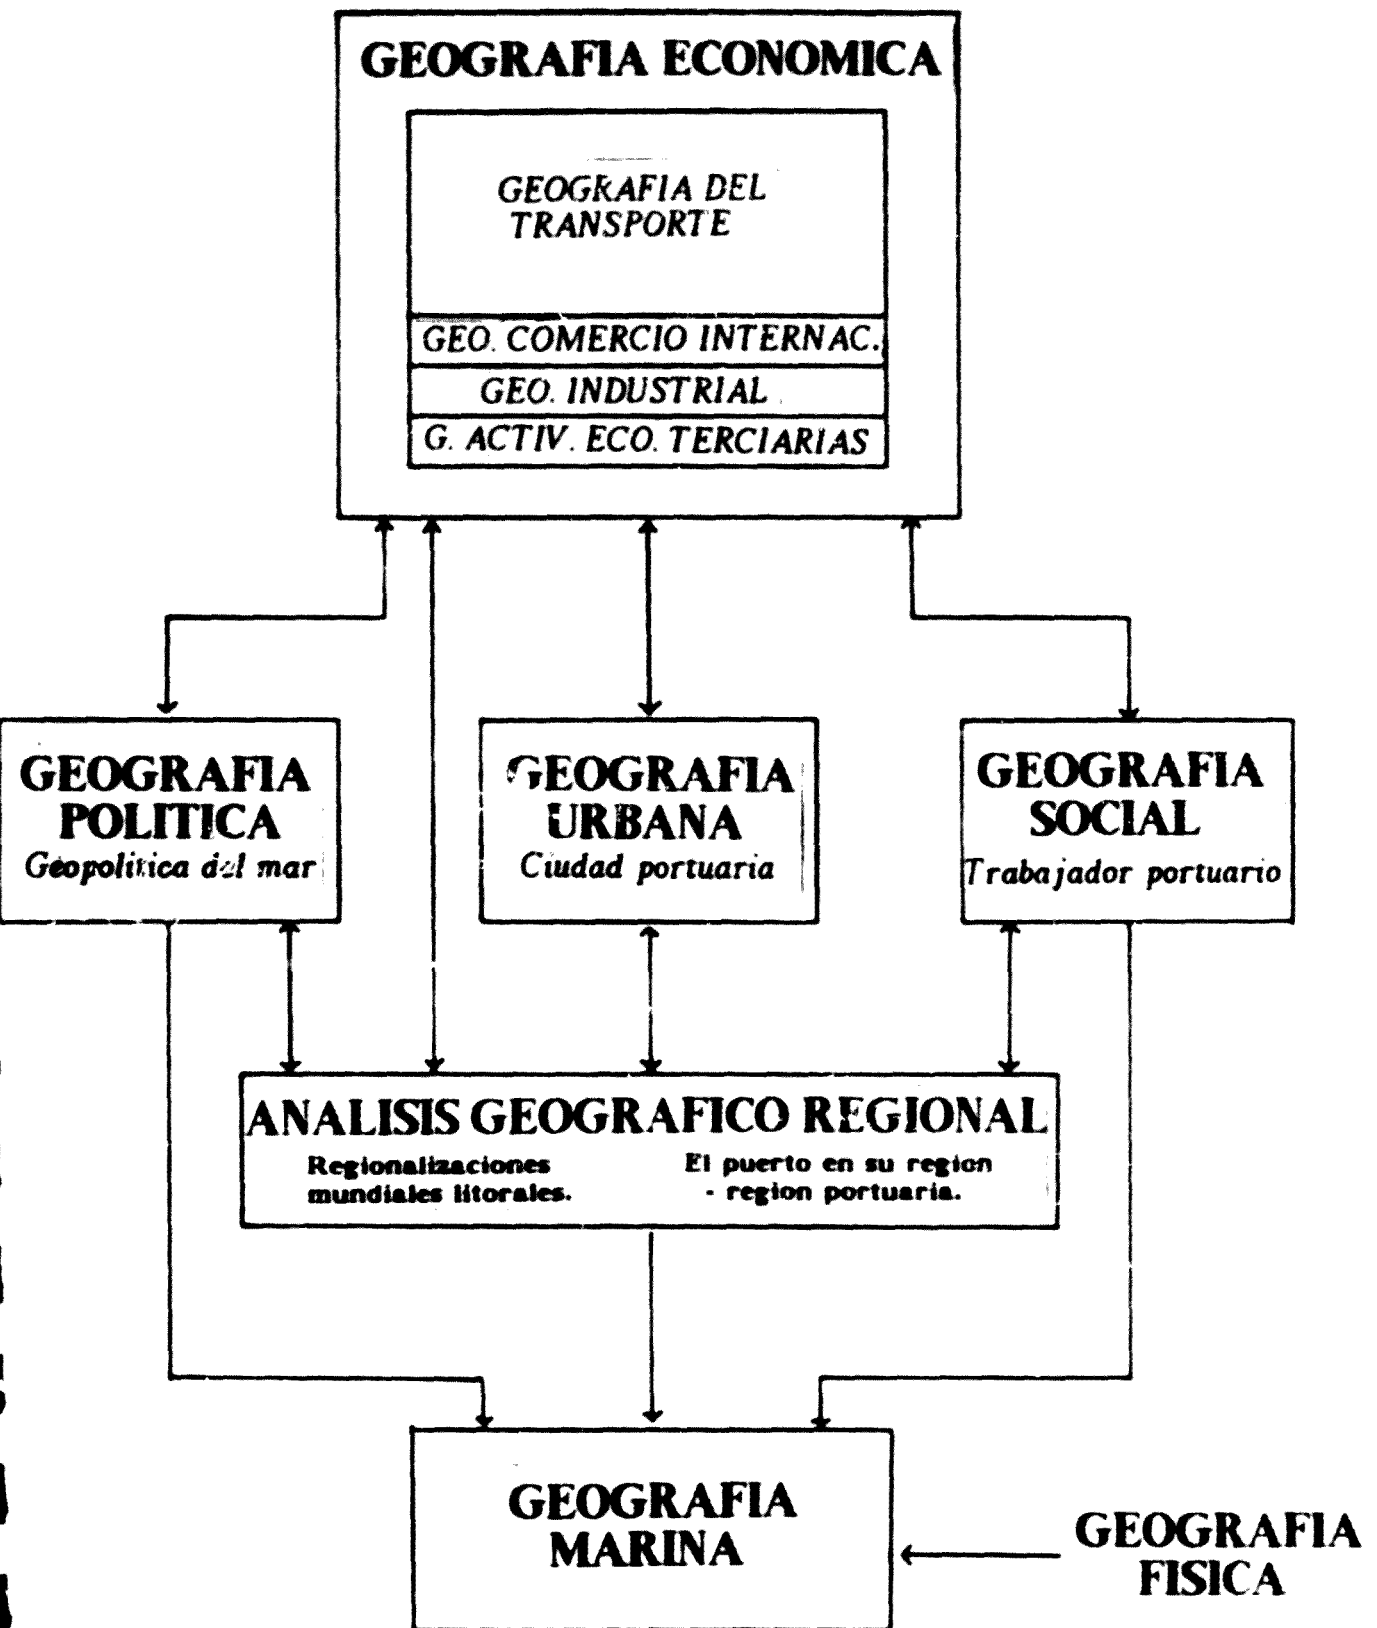 GEOGRAFIA ECONOMICA
GEOGRAFIA DEL
TRANSPORTE
GEO. COMERCIO INTERNAC.
GEO. INDUSTRIAL
G. ACTIV. ECO. TERCIARIAS
GEOGRAFIA
POLITICA
Geopolitica del mar
GEOGRAFIA
URBANA
Ciudad portuaria
GEOGRAFIA
SOCIAL
Trabajador portuario
ANALISIS GEOGRAFICO REGIONAL
Regionalizaciones
mundiales litorales.
El puerto en su region
- region portuaria.
GEOGRAFIA
MARINA
GEOGRAFIA
FISICA